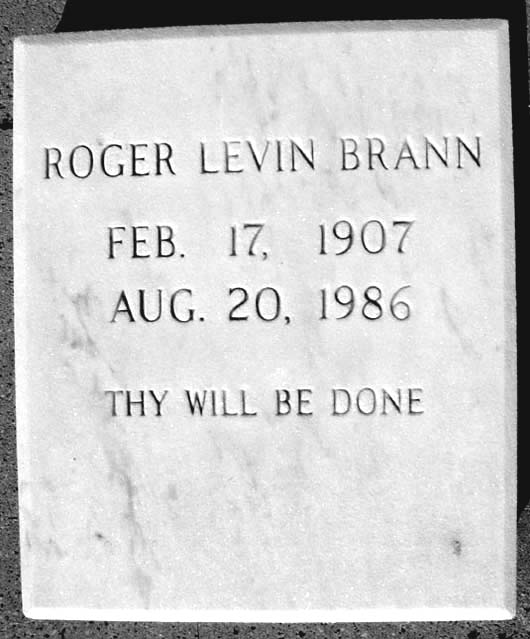 ROGER LEVIN BRANN
FEB. 17, 1907
AUG. 20, 1986
THY WILL BE DONE